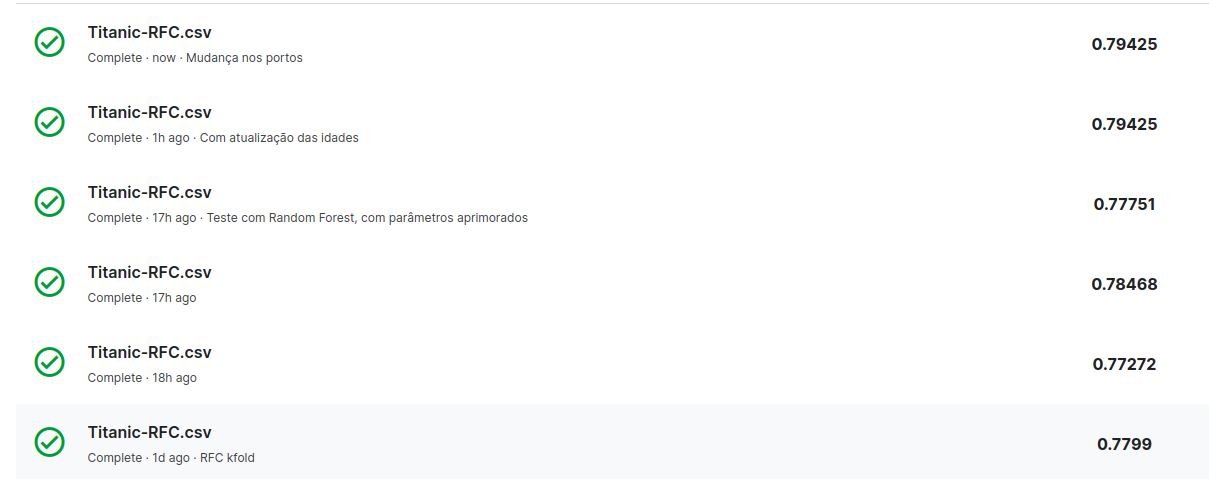 Titanic-RFC.csv
Complete · now · Mudança nos portos
0.79425
Titanic-RFC.csv
Complete · 1h ago · Com atualização das idades
0.79425
Titanic-RFC.csv
Complete · 17h ago · Teste com Random Forest, com parâmetros aprimorados
0.77751
Titanic-RFC.csv
Complete · 17h ago
0.78468
Titanic-RFC.csv
Complete · 18h ago
0.77272
Titanic-RFC.csv
Complete · 1d ago · RFC kfold
0.7799